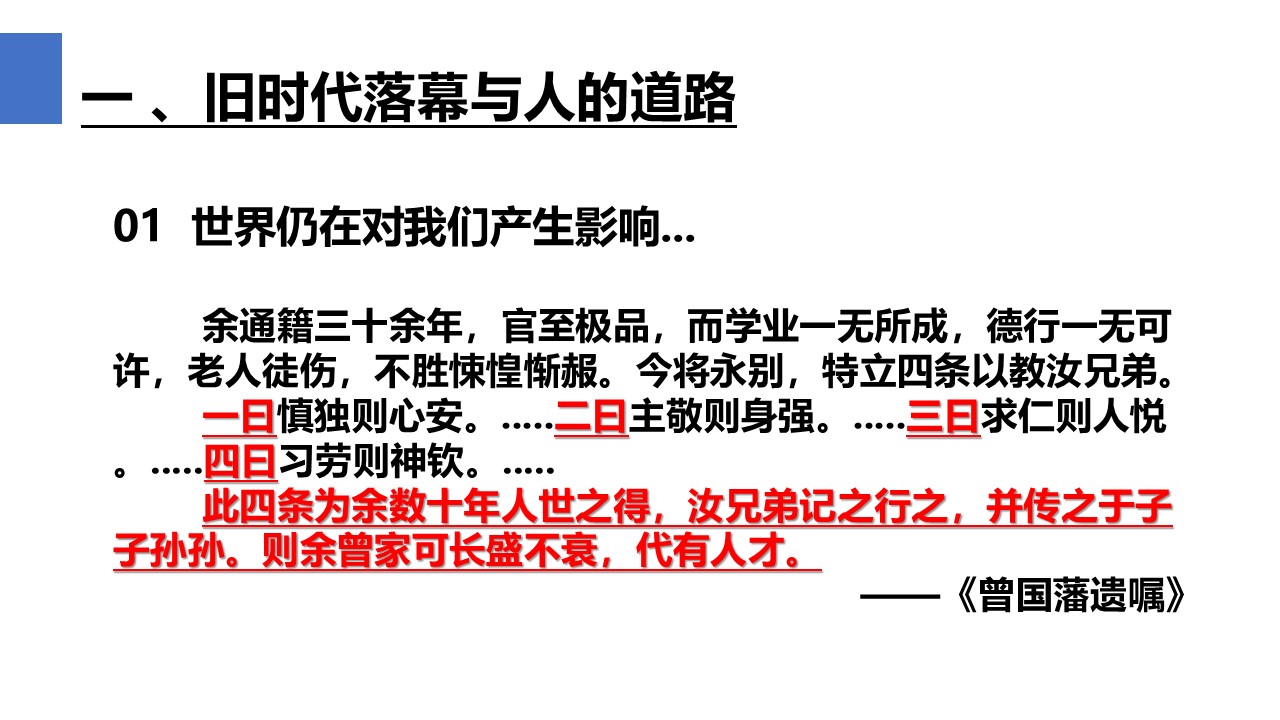 一 、旧时代落幕与人的道路
01 世界仍在对我们产生影响...
余通籍三十余年，官至极品，而学业一无所成，德行一无可
许，老人徒伤，不胜悚惶惭赧。今将永别，特立四条以教汝兄弟。
一曰慎独则心安。.....二曰主敬则身强。.....三曰求仁则人悦
。.....四曰习劳则神钦。.....
此四条为余数十年人世之得，汝兄弟记之行之，并传之于子
子孙孙。则余曾家可长盛不衰，代有人才。
——《曾国藩遗嘱》